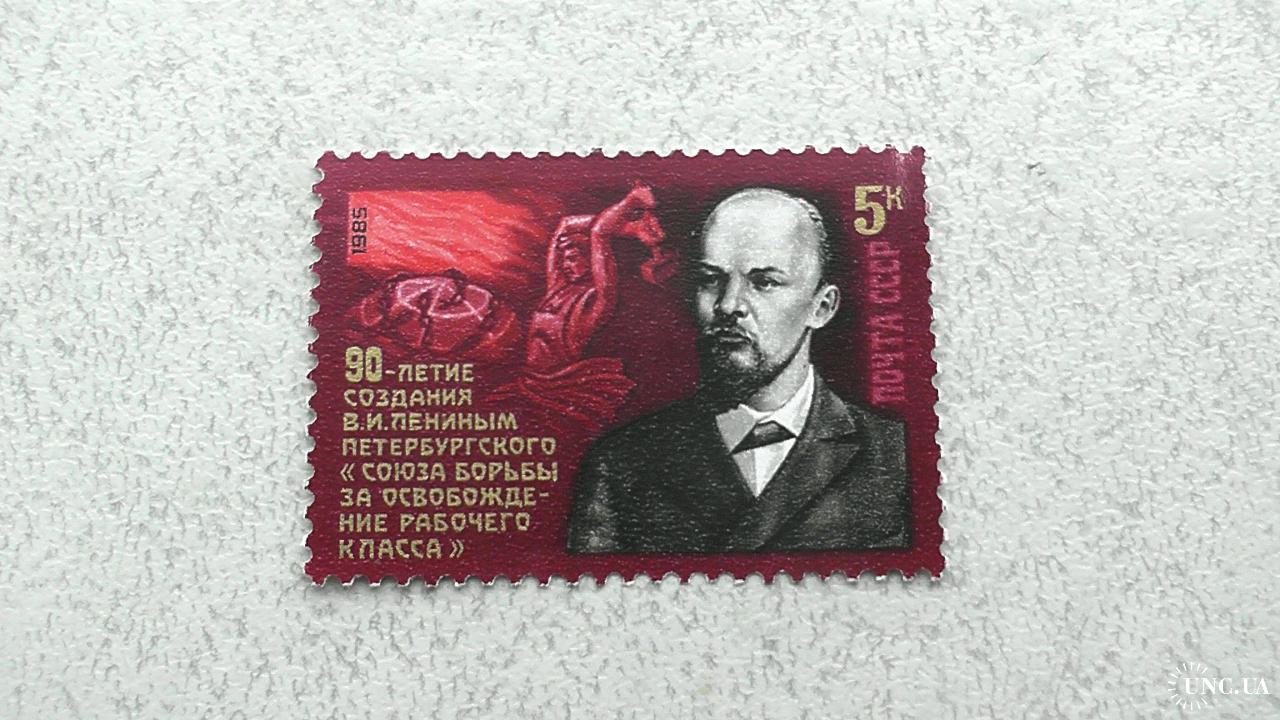 1985
5к
ПОЧТА СССР
90-ЛЕТИЕ
СОЗДАНИЯ
В.И.ЛЕНИНЫМ
ПЕТЕРБУРГСКОГО
«СОЮЗА БОРЬБЫ
ЗА ОСВОБОЖДЕ-
НИЕ РАБОЧЕГО
КЛАССА»
UNC.UA